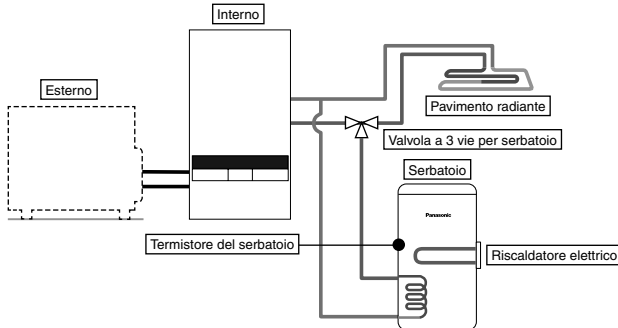 Interno
Esterno
Pavimento radiante
Valvola a 3 vie per serbatoio
Serbatoio
Panasonic
Termistore del serbatoio
Riscaldatore elettrico